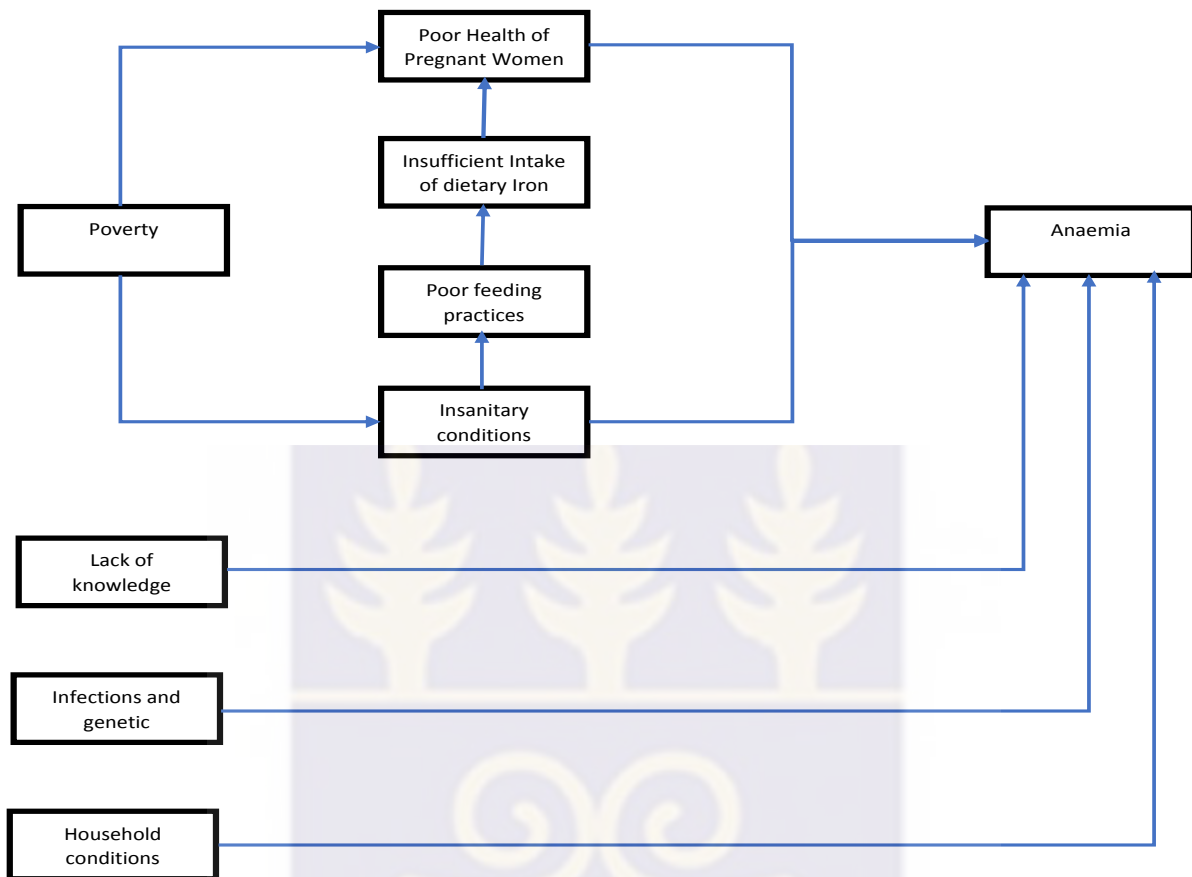 Poor Health of
Pregnant Women
Insufficient Intake
of dietary Iron
Poverty
Anaemia
Poor feeding
practices
Insanitary
conditions
Lack of
knowledge
Infections and
genetic
Household
conditions